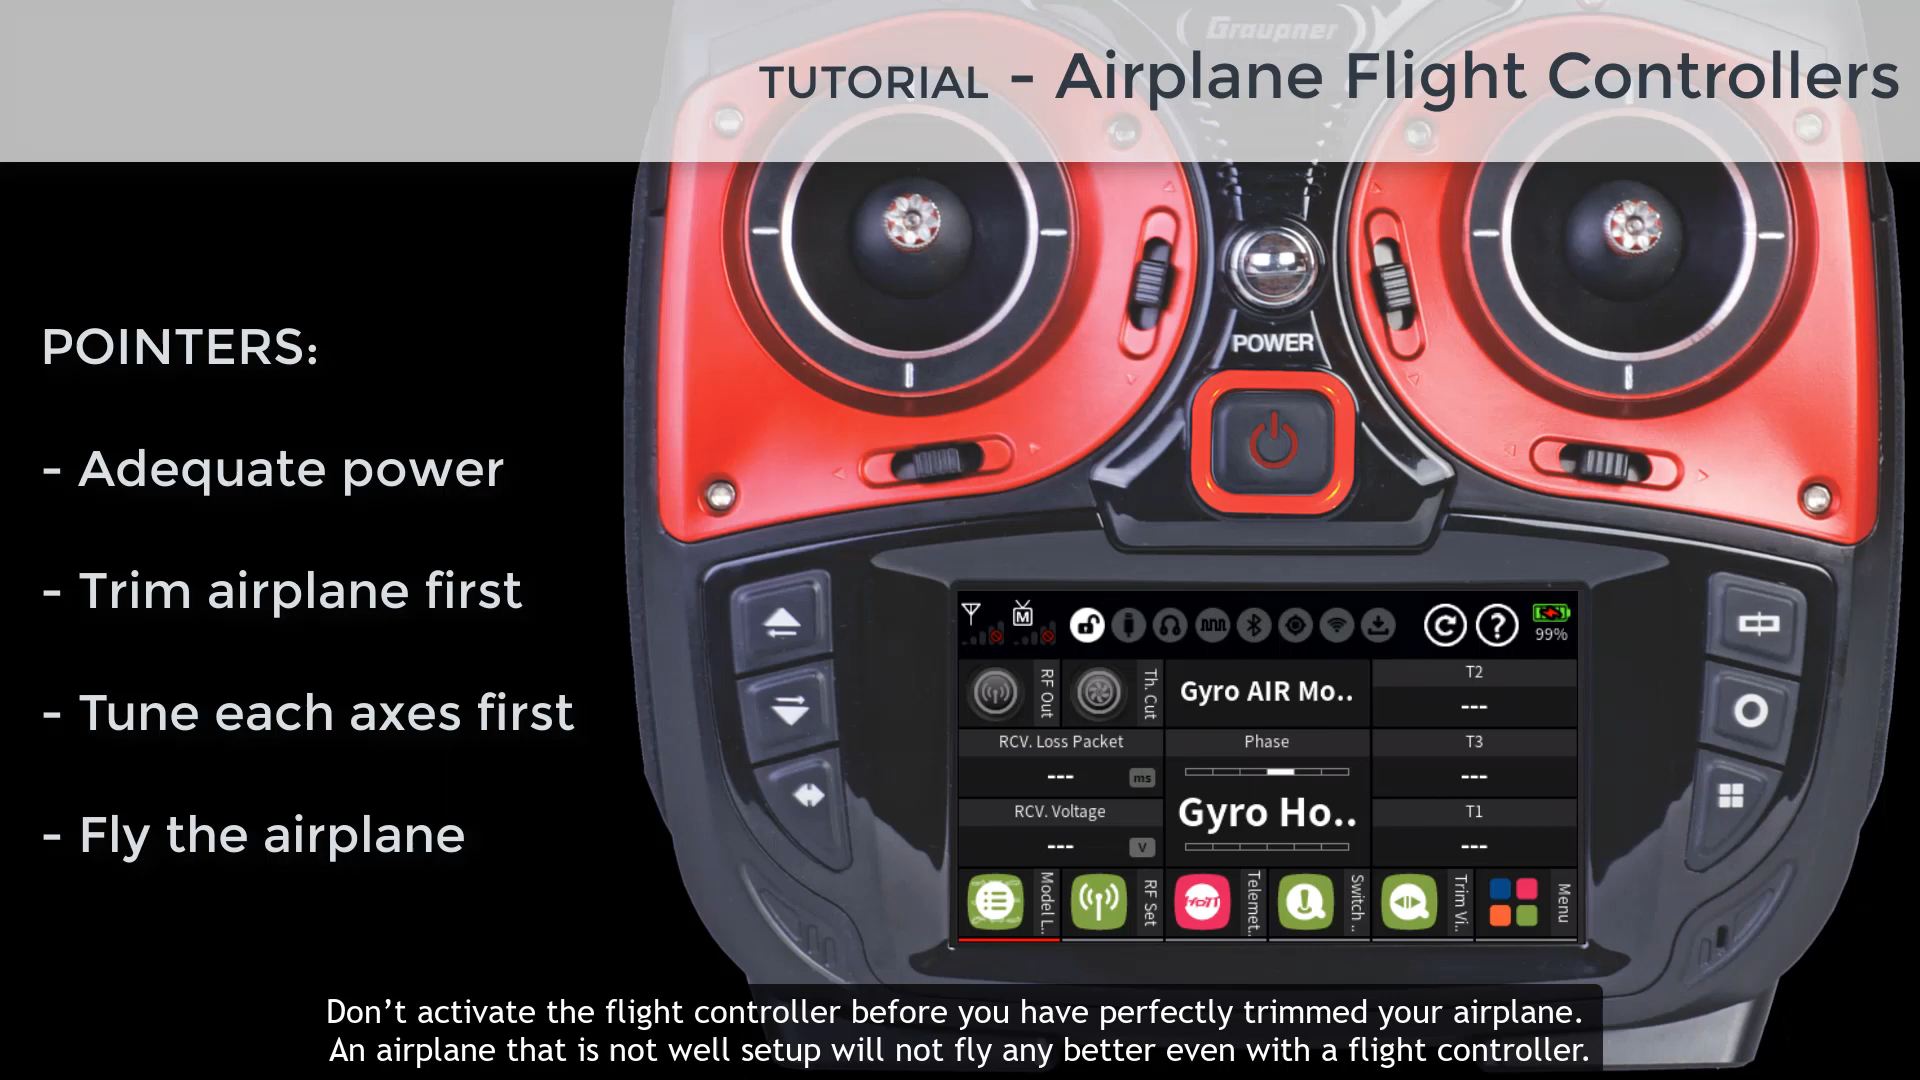 Graupner
TUTORIAL - Airplane Flight Controllers
POINTERS:
- Adequate power
- Trim airplane first
- Tune each axes first
- Fly the airplane
POWER
M
99%
RF Out
Th. Cut
Gyro AIR Mo..
T2
---
RCV. Loss Packet
---
ms
Phase
T3
---
RCV. Voltage
---
V
Gyro Ho..
T1
---
Model L..
RF Set
HoTT
Telemet..
Switch ..
Trim Vi..
Menu
Don’t activate the flight controller before you have perfectly trimmed your airplane.
An airplane that is not well setup will not fly any better even with a flight controller.